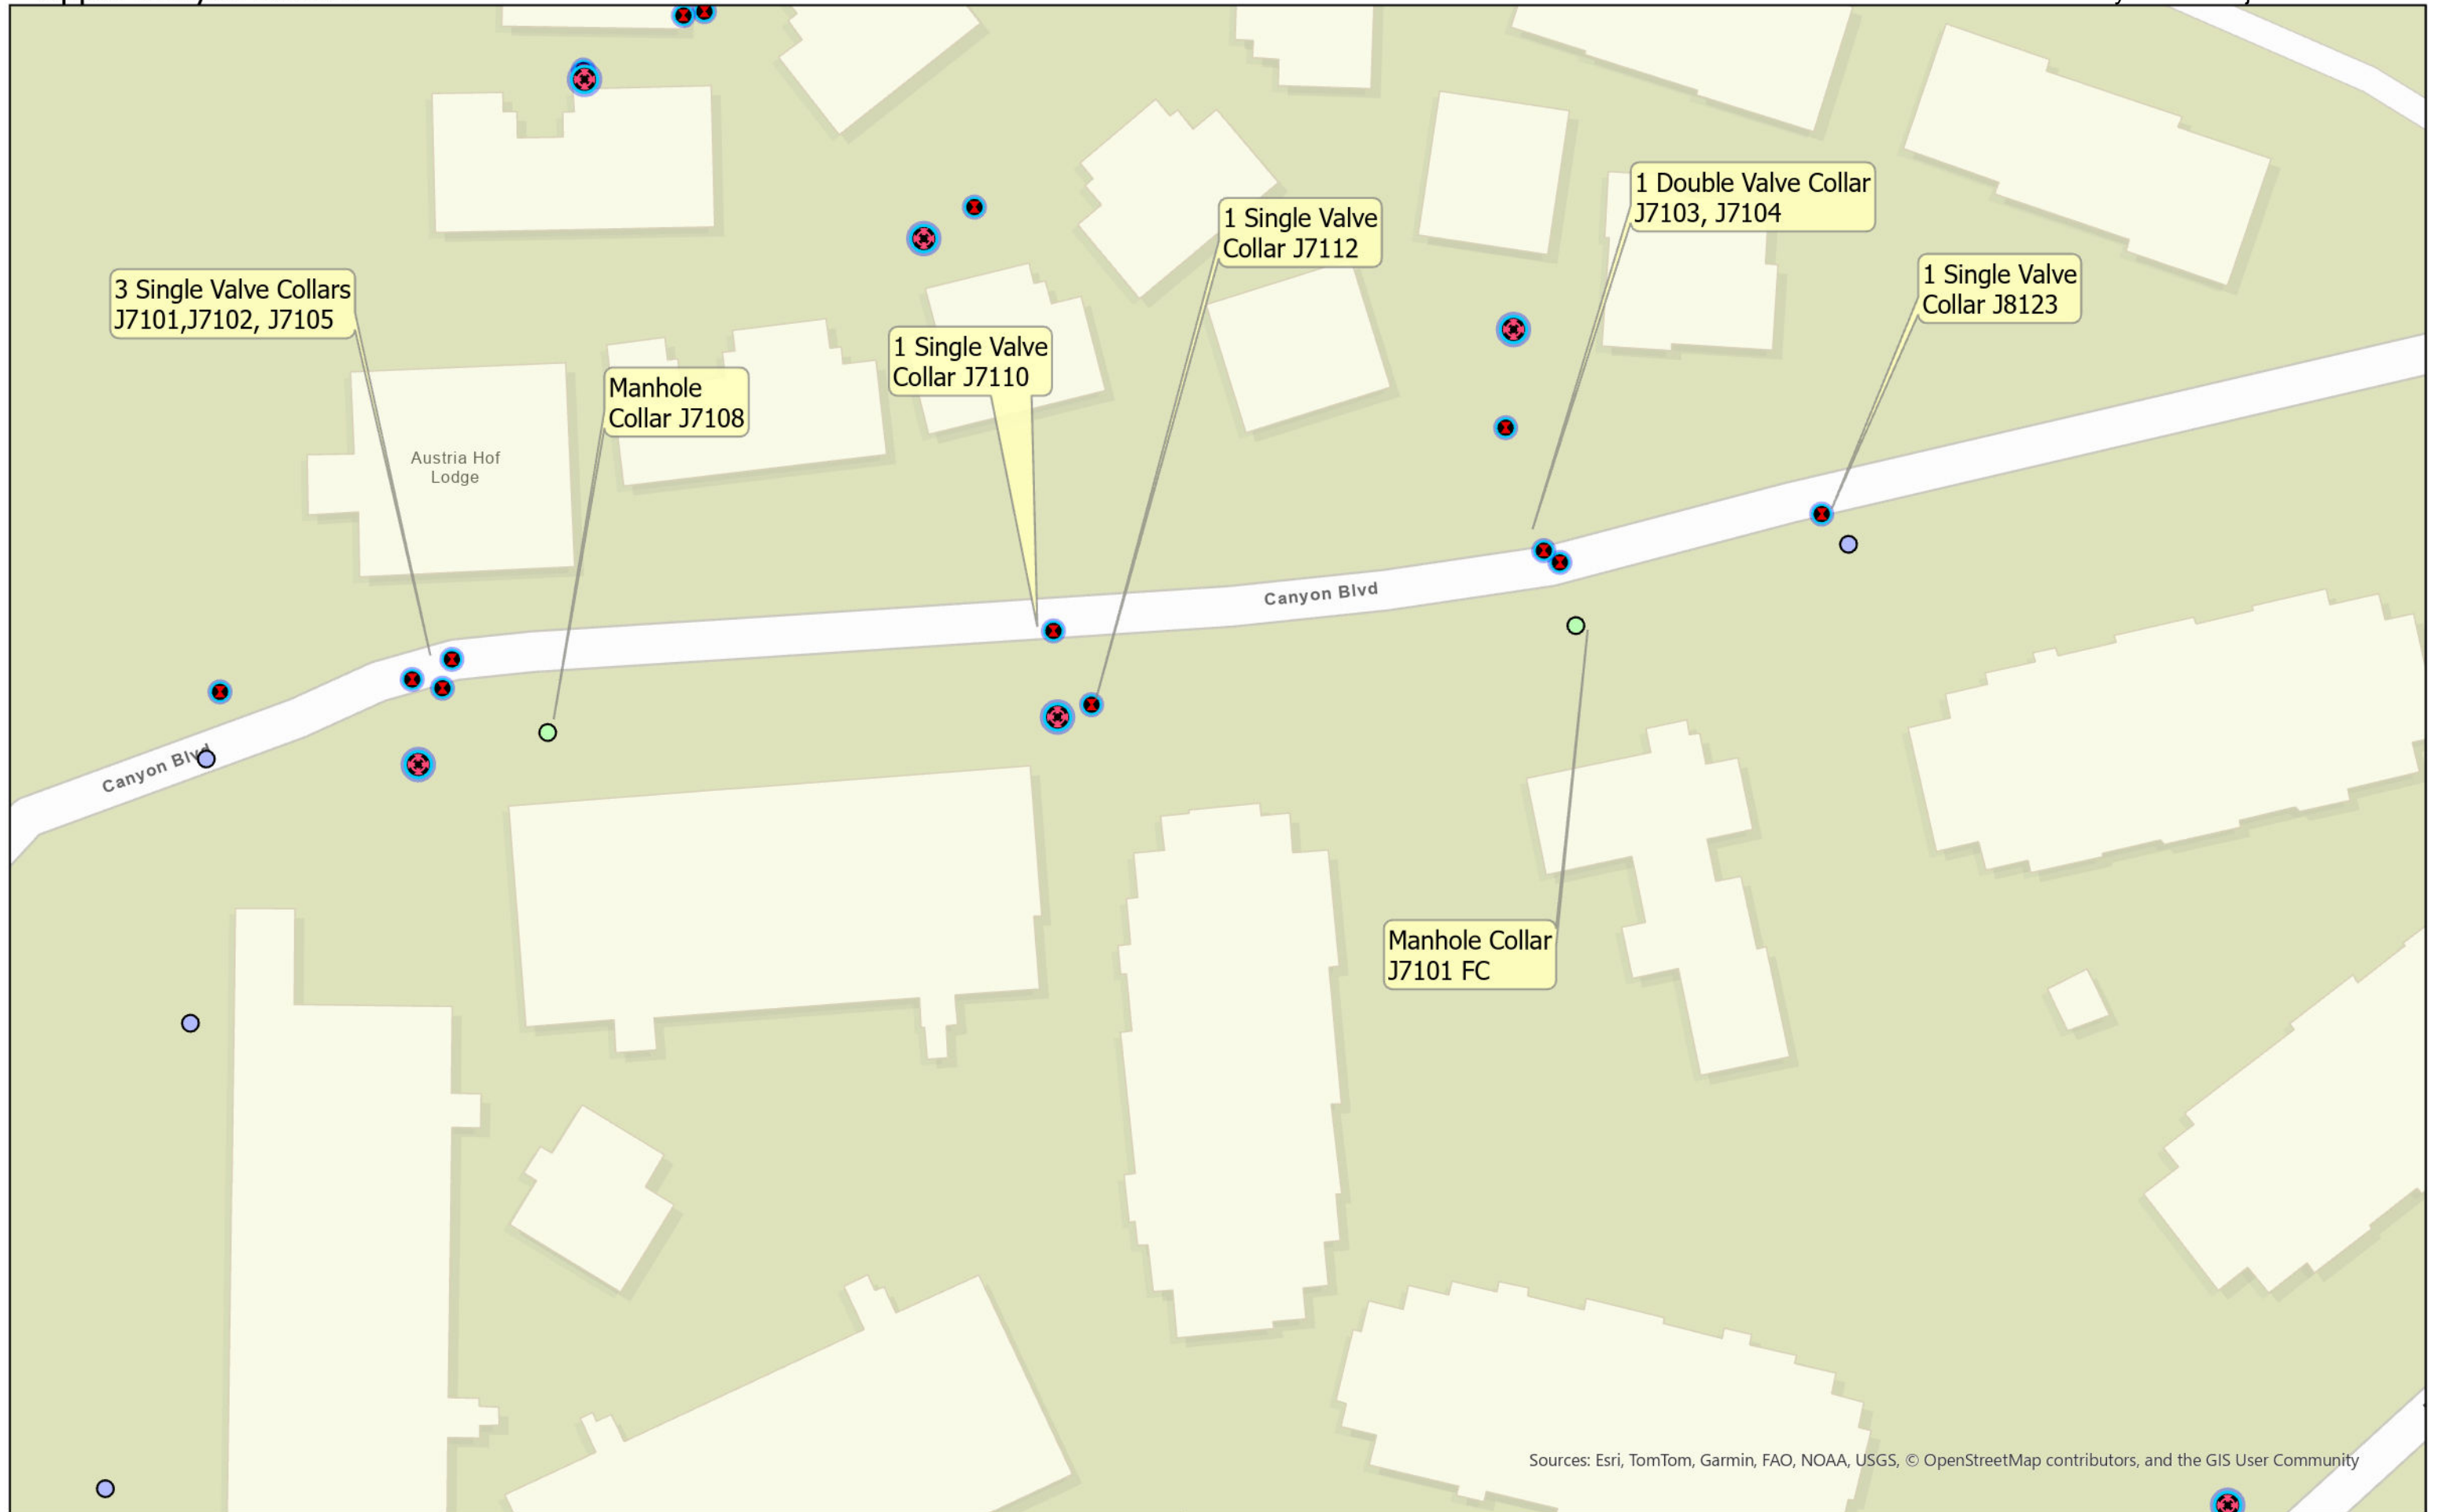 1 Double Valve Collar
J7103, J7104
1 Single Valve
Collar J7112
1 Single Valve
Collar J8123
3 Single Valve Collars
J7101,J7102, J7105
1 Single Valve
Collar J7110
Manhole
Collar J7108
Austria Hof
Lodge
Canyon Blvd
Canyon Blvd
Manhole Collar
J7101 FC
Sources: Esri, TomTom, Garmin, FAO, NOAA, USGS, © OpenStreetMap contributors, and the GIS User Community